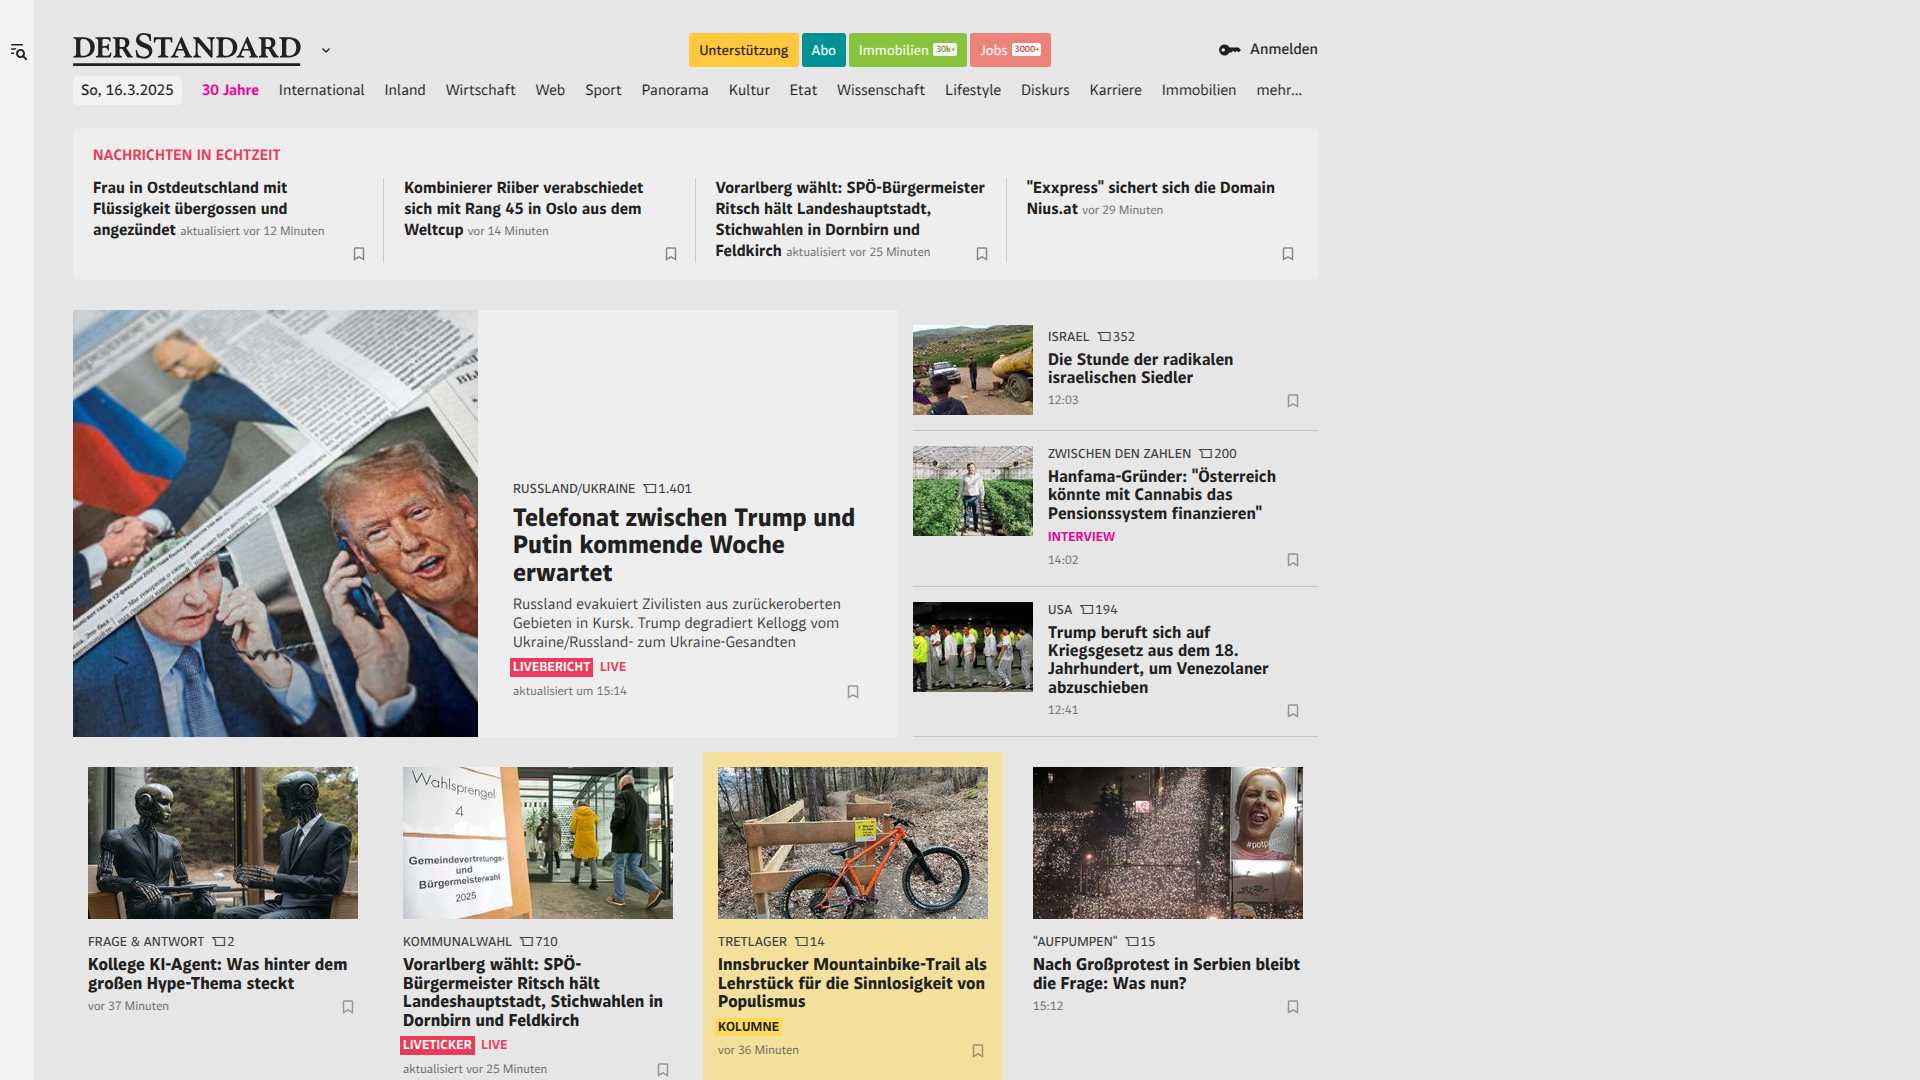 DERSTANDARD
Unterstützung
Abo
Immobilien 30k+
Jobs 3000+
Anmelden
So, 16.3.2025
30 Jahre
International
Inland
Wirtschaft
Web
Sport
Panorama
Kultur
Etat
Wissenschaft
Lifestyle
Diskurs
Karriere
Immobilien
mehr...
NACHRICHTEN IN ECHTZEIT
Frau in Ostdeutschland mit
Flüssigkeit übergossen und
angezündet aktualisiert vor 12 Minuten
Kombinierer Riiber verabschiedet
sich mit Rang 45 in Oslo aus dem
Weltcup vor 14 Minuten
Vorarlberg wählt: SPÖ-Bürgermeister
Ritsch hält Landeshauptstadt,
Stichwahlen in Dornbirn und
Feldkirch aktualisiert vor 25 Minuten
"Exxpress" sichert sich die Domain
Nius.at vor 29 Minuten
RUSSLAND/UKRAINE 1.401
Telefonat zwischen Trump und
Putin kommende Woche
erwartet
Russland evakuiert Zivilisten aus zurückeroberten
Gebieten in Kursk. Trump degradiert Kellogg vom
Ukraine/Russland- zum Ukraine-Gesandten
LIVEBERICHT LIVE
aktualisiert um 15:14
ISRAEL 352
Die Stunde der radikalen
israelischen Siedler
12:03
ZWISCHEN DEN ZAHLEN 200
Hanfama-Gründer: "Österreich
könnte mit Cannabis das
Pensionssystem finanzieren"
INTERVIEW
14:02
USA 194
Trump beruft sich auf
Kriegsgesetz aus dem 18.
Jahrhundert, um Venezolaner
abzuschieben
12:41
FRAGE & ANTWORT 2
Kollege KI-Agent: Was hinter dem
großen Hype-Thema steckt
vor 37 Minuten
Wahlsprengel
4
Gemeindevertretungs-
und
Bürgermeisterwahl
2025
KOMMUNALWAHL 710
Vorarlberg wählt: SPÖ-
Bürgermeister Ritsch hält
Landeshauptstadt, Stichwahlen in
Dornbirn und Feldkirch
LIVETICKER LIVE
aktualisiert vor 25 Minuten
TRETLAGER 14
Innsbrucker Mountainbike-Trail als
Lehrstück für die Sinnlosigkeit von
Populismus
KOLUMNE
vor 36 Minuten
"AUFPUMPEN" 15
Nach Großprotest in Serbien bleibt
die Frage: Was nun?
15:12